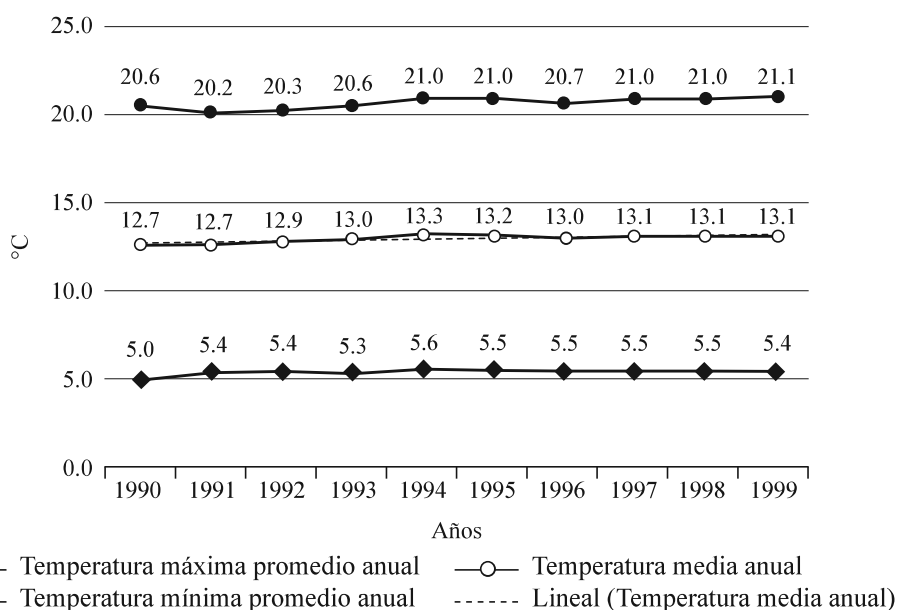 25.0
20.6 20.2 20.3 20.6 21.0 21.0 20.7 21.0 21.0 21.1
20.0
15.0
12.7 12.7 12.9 13.0 13.3 13.2 13.0 13.1 13.1 13.1
°C
10.0
5.0 5.4 5.4 5.3 5.6 5.5 5.5 5.5 5.5 5.4
5.0
0.0
1990 1991 1992 1993 1994 1995 1996 1997 1998 1999
Años
Temperatura máxima promedio anual Temperatura media anual
Temperatura mínima promedio anual Lineal (Temperatura media anual)